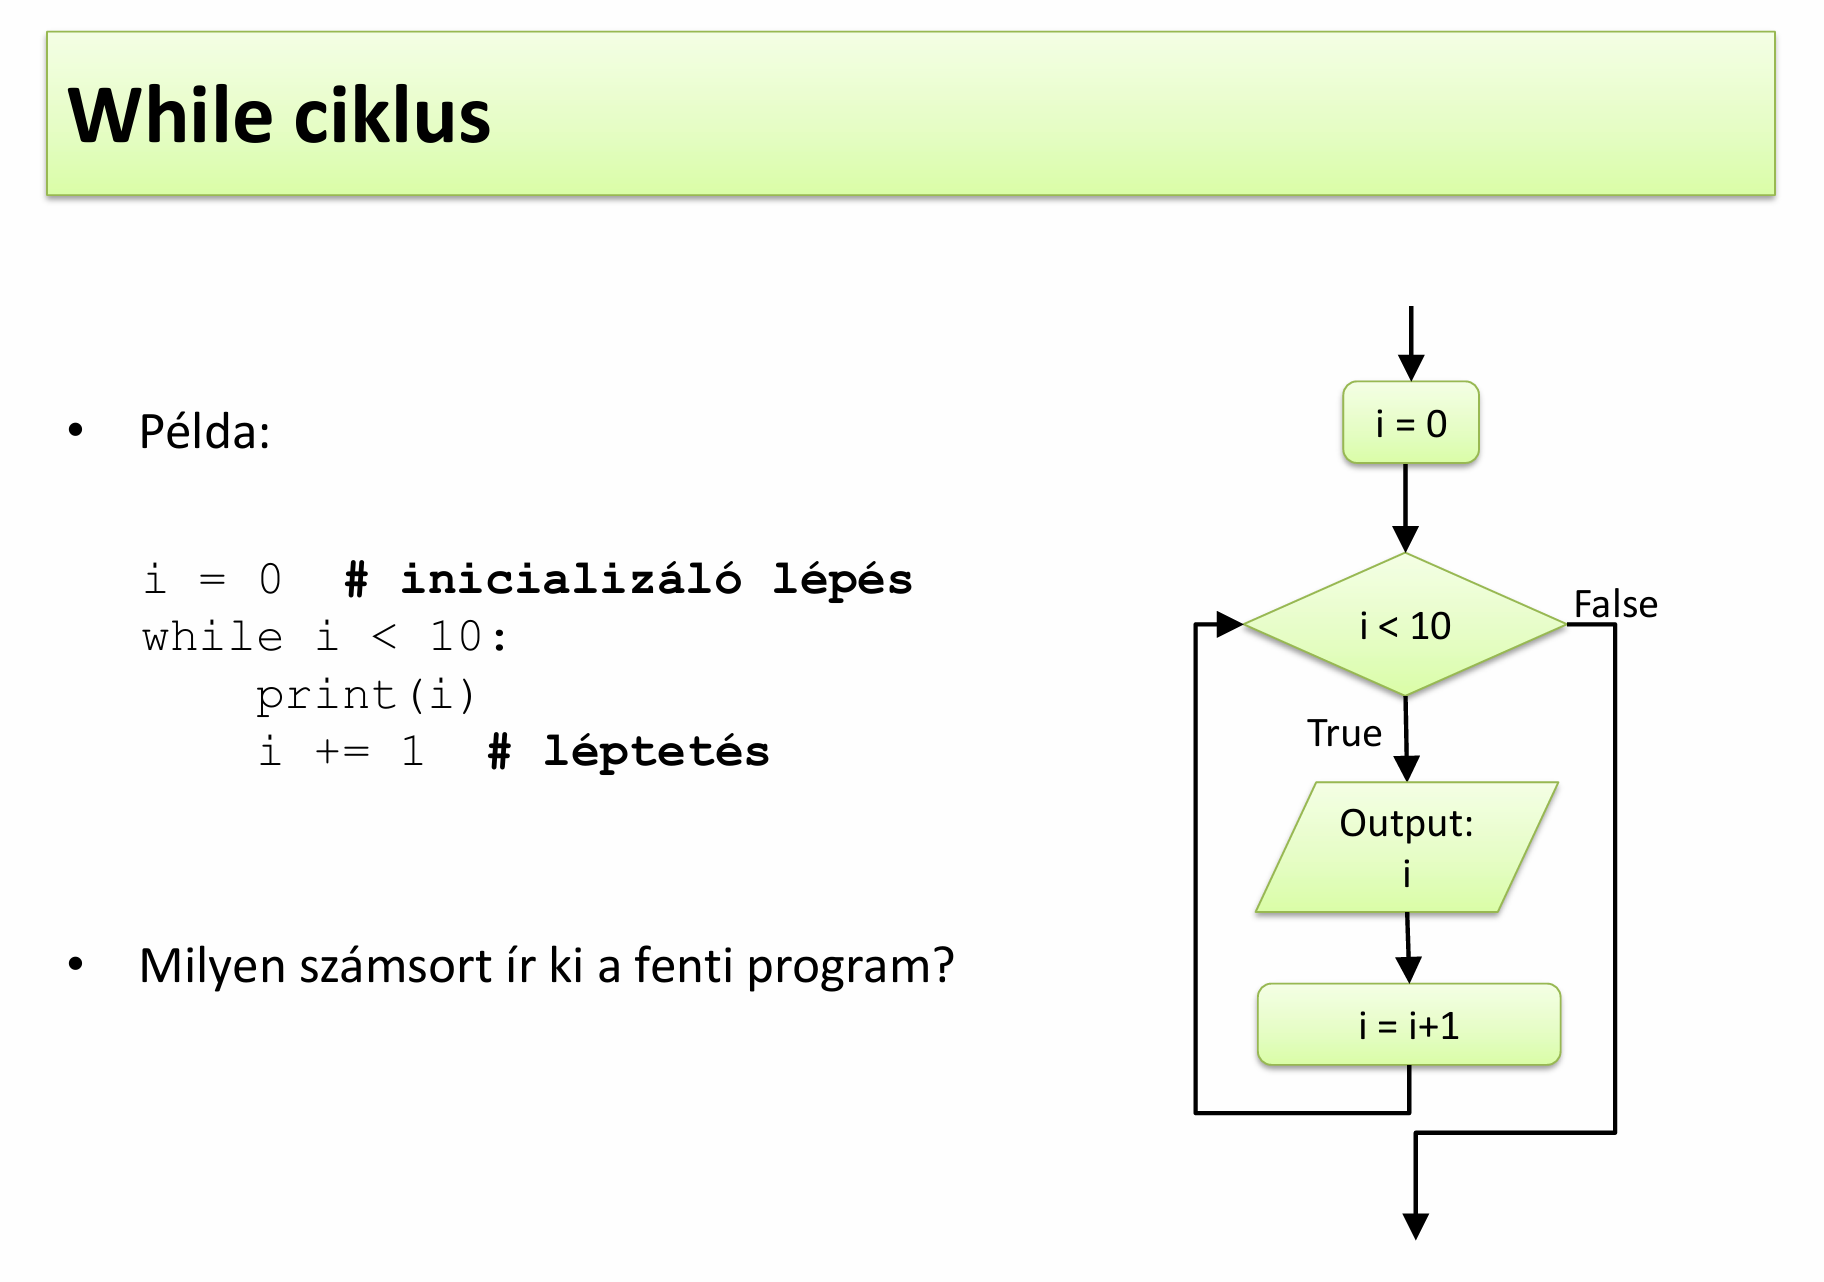 While ciklus
• Példa:
i = 0  # inicializáló lépés
while i < 10:
    print(i)
    i += 1  # léptetés
• Milyen számsort ír ki a fenti program?
i = 0
i < 10
False
True
Output:
i
i = i+1